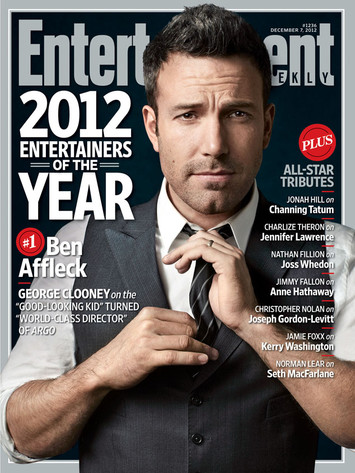 Entertainment
#1236
DECEMBER 7, 2012
WEEKLY
2012
ENTERTAINERS
OF THE
YEAR
#1 Ben
Affleck
GEORGE CLOONEY on the
"GOOD-LOOKING KID" TURNED
"WORLD-CLASS DIRECTOR"
OF ARGO
PLUS
ALL-STAR
TRIBUTES
JONAH HILL on
Channing Tatum
CHARLIZE THERON on
Jennifer Lawrence
NATHAN FILLION on
Joss Whedon
JIMMY FALLON on
Anne Hathaway
CHRISTOPHER NOLAN on
Joseph Gordon-Levitt
JAMIE FOXX on
Kerry Washington
NORMAN LEAR on
Seth MacFarlane